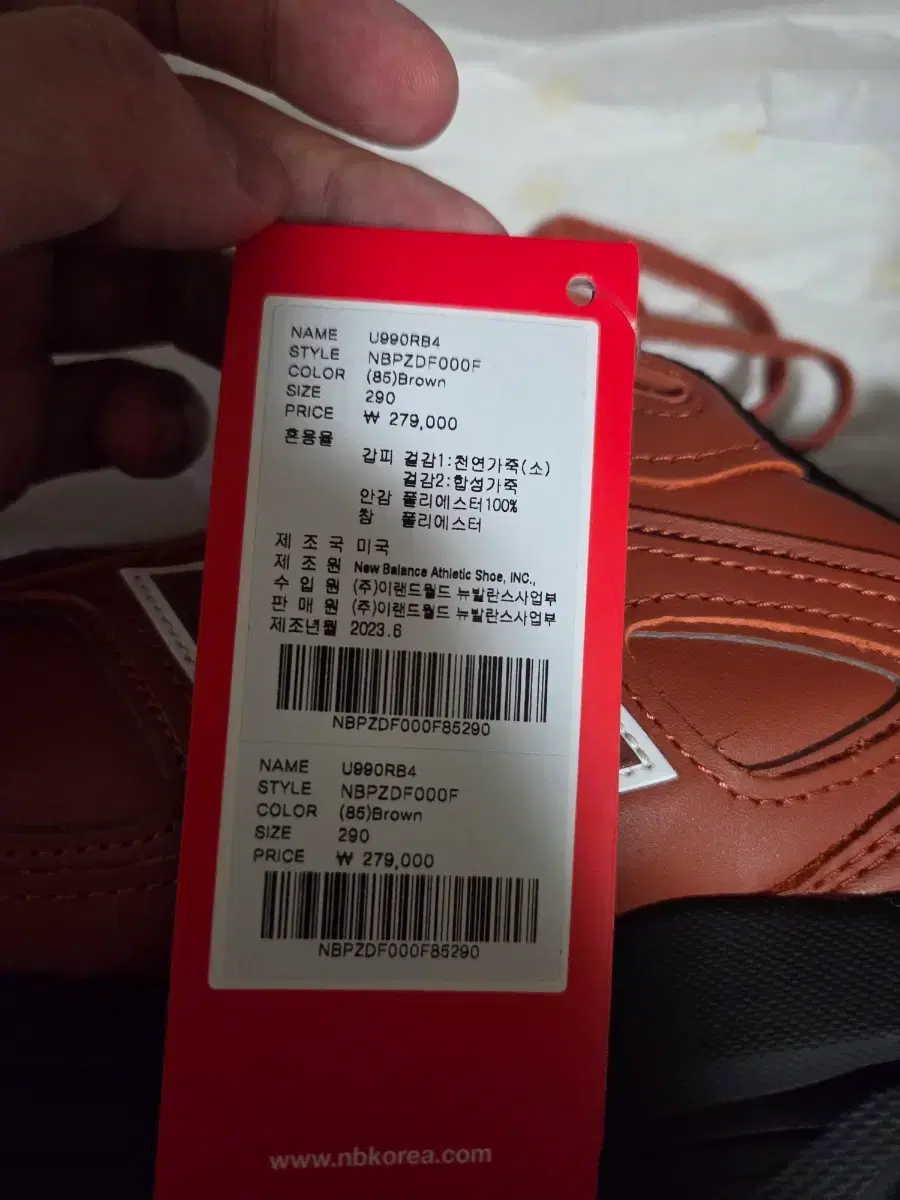 NAME U990RB4
STYLE NBPZDF000F
COLOR (85)Brown
SIZE 290
PRICE ₩ 279,000
혼용율
갑피 겉감1:천연가죽(소)
겉감2:합성가죽
안감 폴리에스터100%
창 폴리에스터
제 조 국 미국
제 조 원 New Balance Athletic Shoe, INC.,
수 입 원 (주)이랜드월드 뉴발란스사업부
판 매 원 (주)이랜드월드 뉴발란스사업부
제조년월 2023.6
NBPZDF000F85290
NAME U990RB4
STYLE NBPZDF000F
COLOR (85)Brown
SIZE 290
PRICE ₩ 279,000
NBPZDF000F85290
www.nbkorea.com